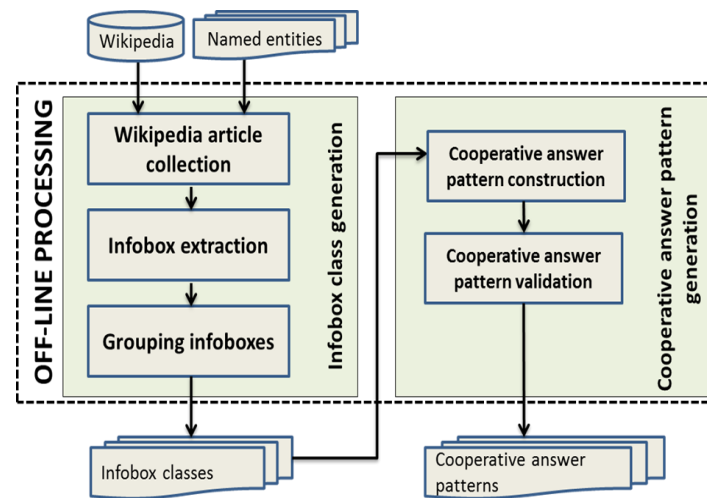 Wikipedia
Named entities
OFF-LINE PROCESSING
Wikipedia article
collection
Infobox extraction
Grouping infoboxes
Infobox class generation
Infobox classes
Cooperative answer
pattern construction
Cooperative answer
pattern validation
Cooperative answer pattern
generation
Cooperative answer
patterns